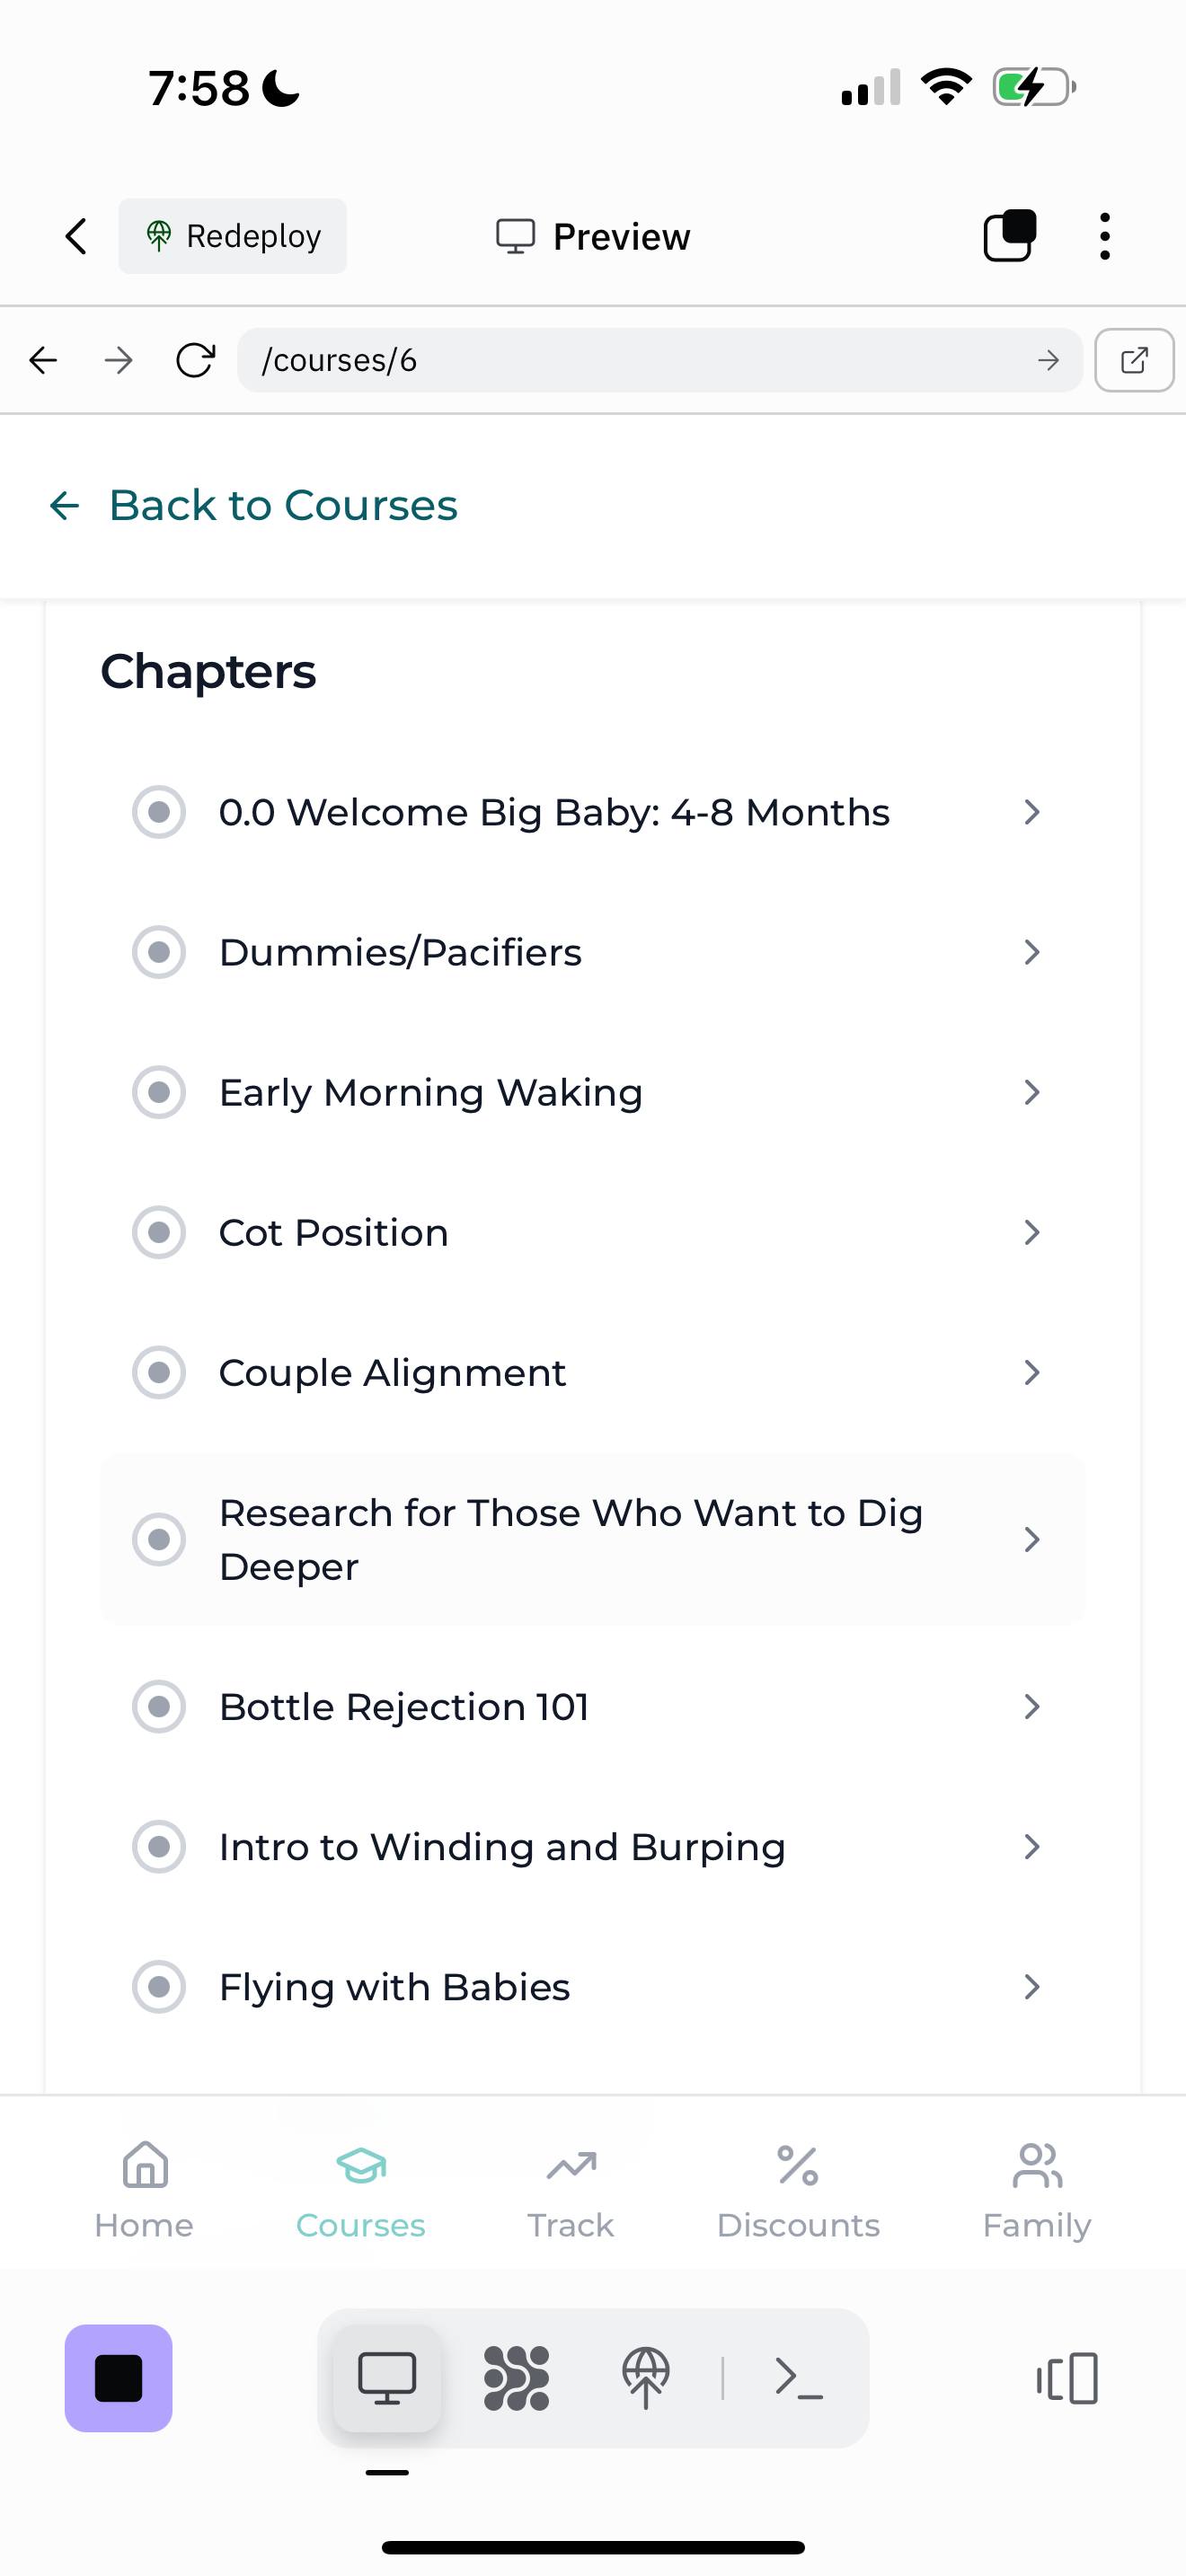 7:58
Redeploy
Preview
/courses/6
Back to Courses
Chapters
0.0 Welcome Big Baby: 4-8 Months
Dummies/Pacifiers
Early Morning Waking
Cot Position
Couple Alignment
Research for Those Who Want to Dig
Deeper
Bottle Rejection 101
Intro to Winding and Burping
Flying with Babies
Home
Courses
Track
Discounts
Family